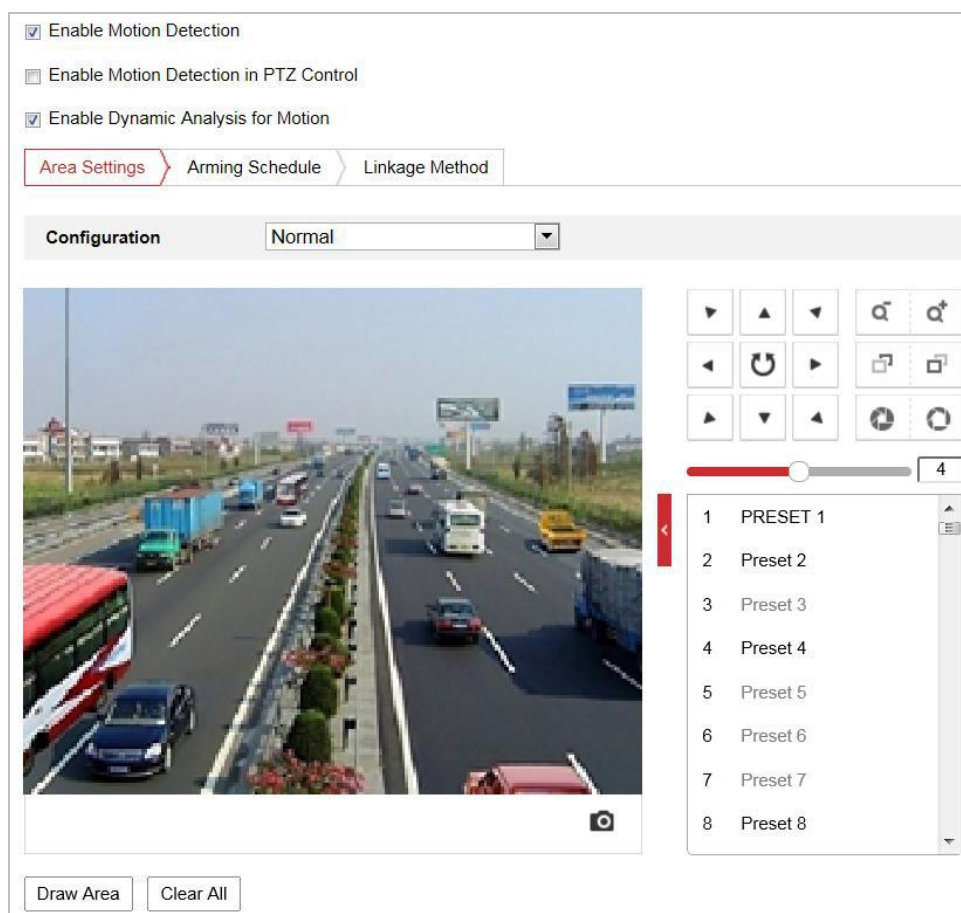 Enable Motion Detection
Enable Motion Detection in PTZ Control
Enable Dynamic Analysis for Motion
Area Settings Arming Schedule Linkage Method
Configuration Normal
4
1 PRESET 1
2 Preset 2
3 Preset 3
4 Preset 4
5 Preset 5
6 Preset 6
7 Preset 7
8 Preset 8
Draw Area Clear All